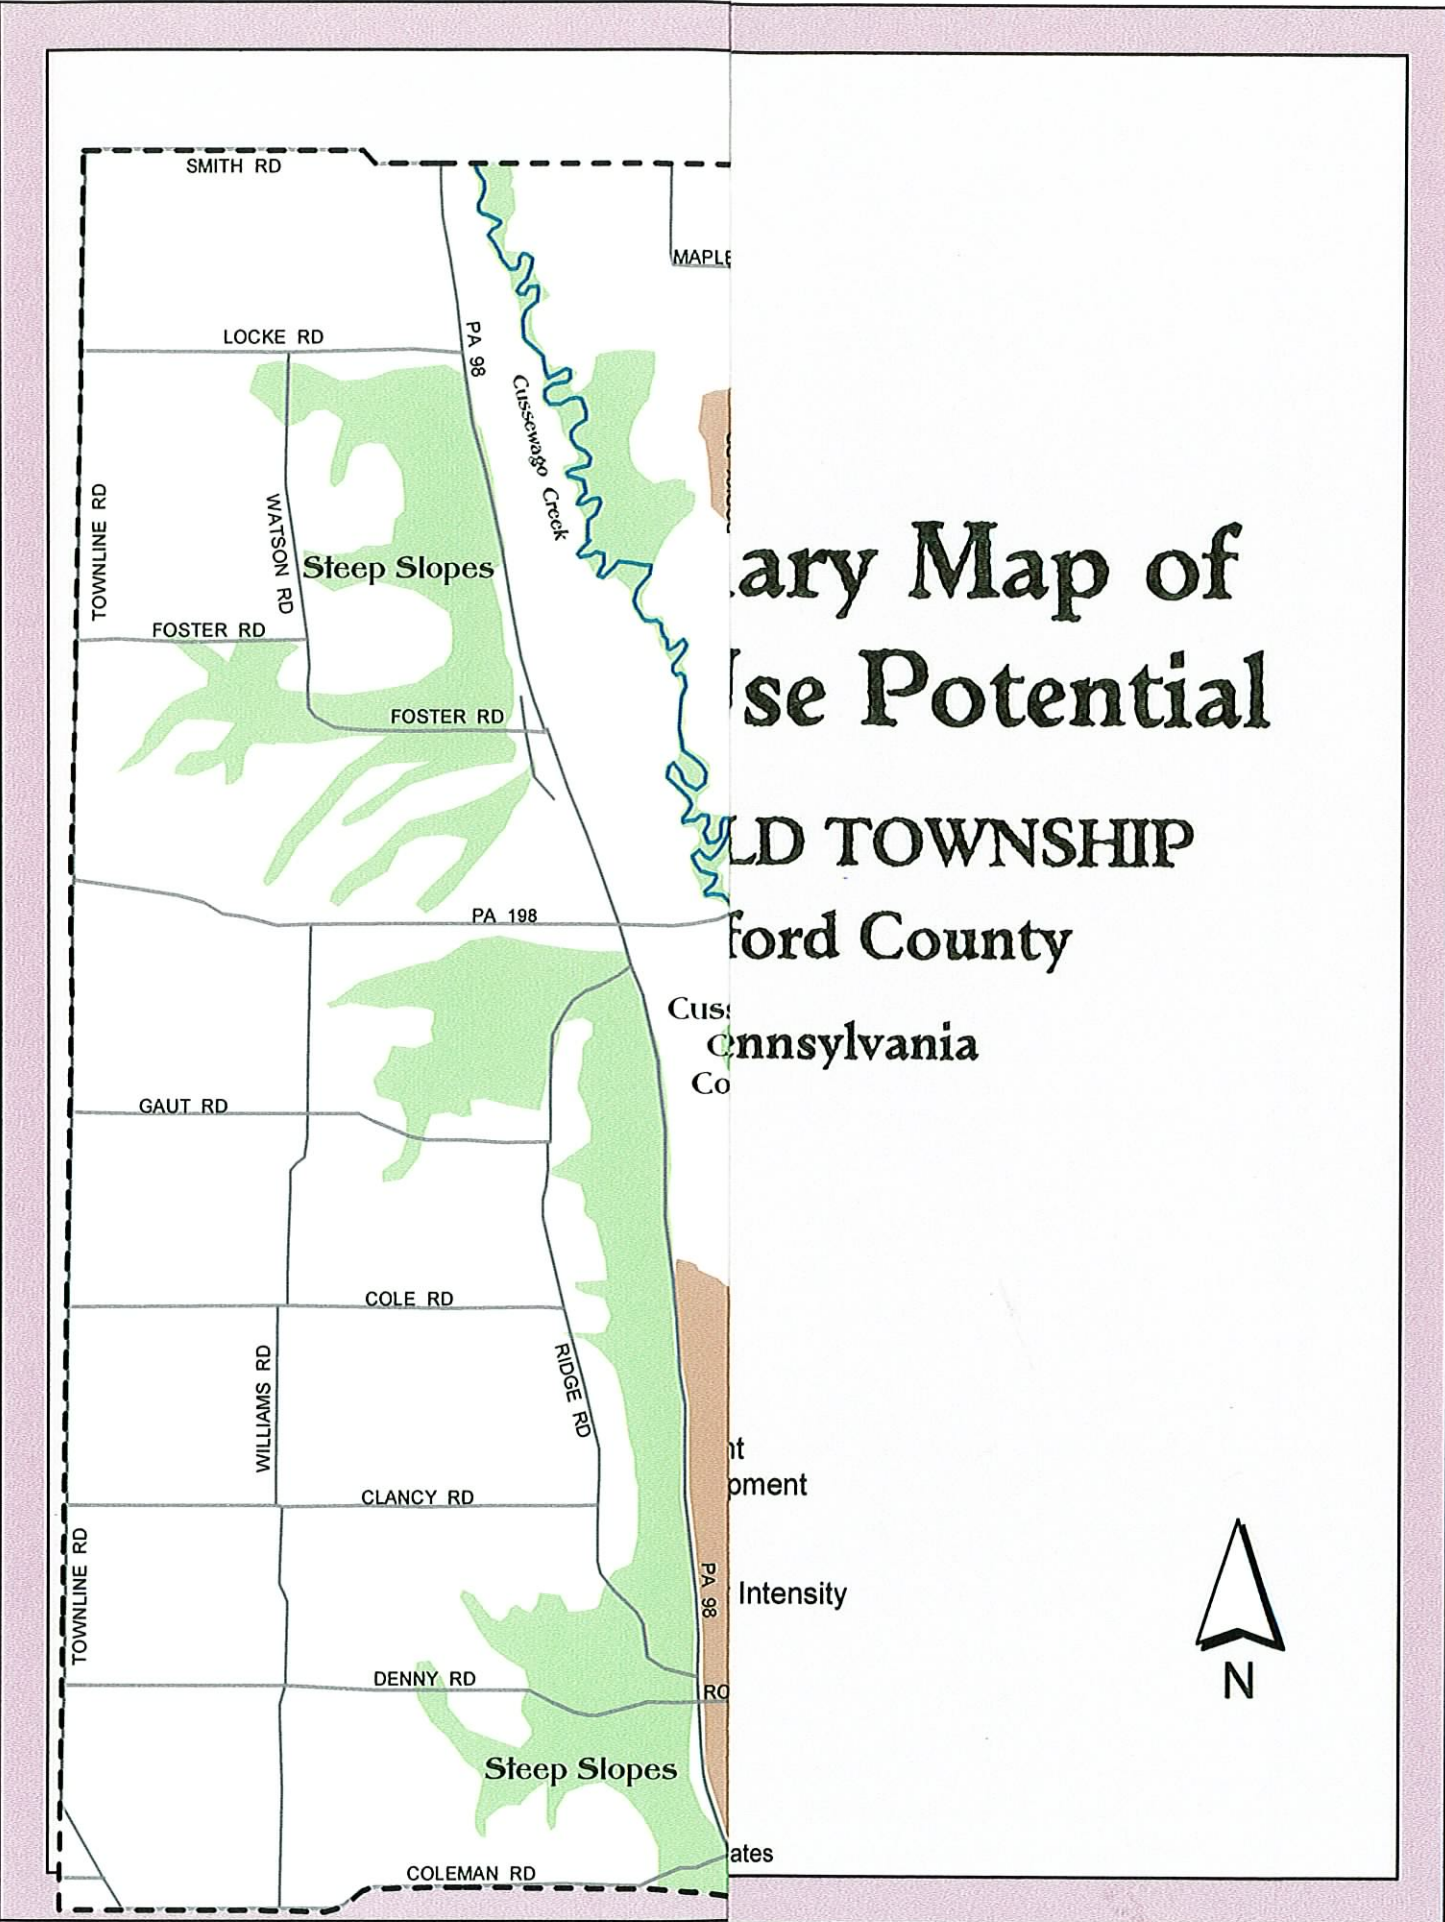 SMITH RD
MAPLE
LOCKE RD
PA 98
Cussewago Creek
TOWNLINE RD
WATSON RD
Steep Slopes
FOSTER RD
FOSTER RD
PA 198
GAUT RD
COLE RD
WILLIAMS RD
RIDGE RD
CLANCY RD
TOWNLINE RD
PA 98
DENNY RD
RO
Steep Slopes
COLEMAN RD
Cuss
C
Co
ary Map of
se Potential
LD TOWNSHIP
ford County
ennsylvania
nt
pment
Intensity
N
ates